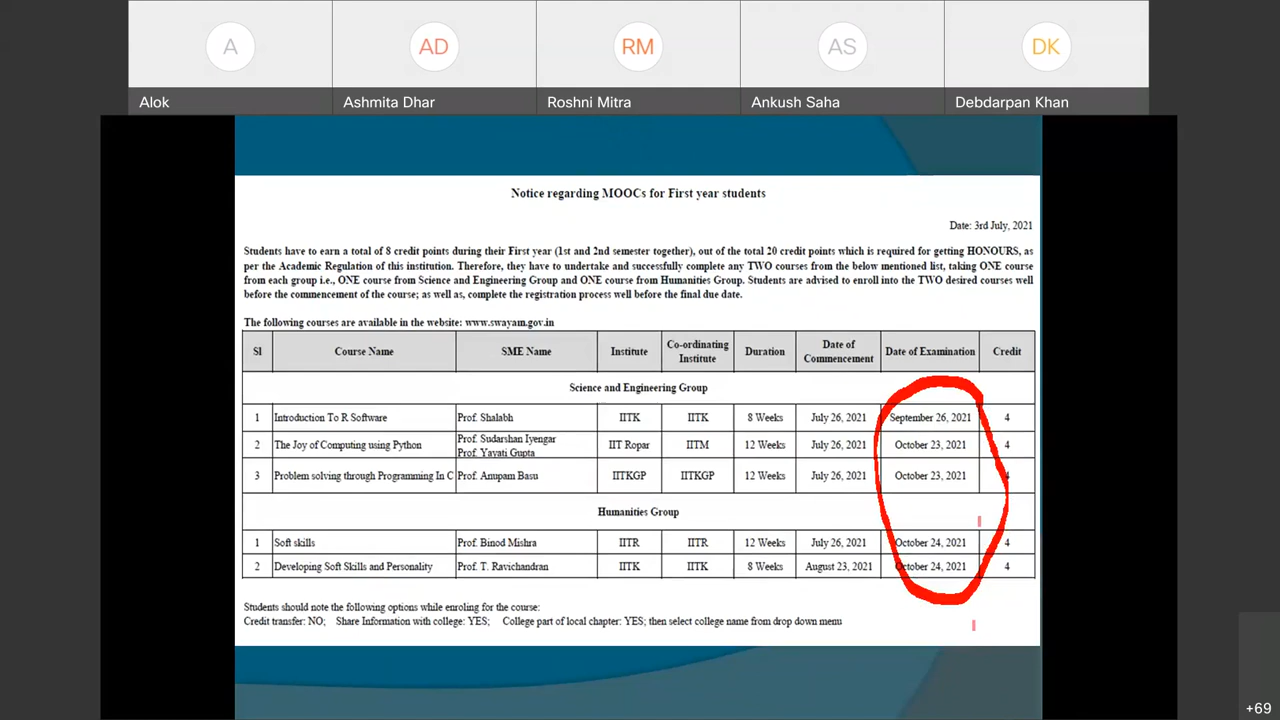 A AD RM AS DK
Alok Ashmita Dhar Roshni Mitra Ankush Saha Debdarpan Khan
Notice regarding MOOCs for First year students
Date: 3rd July, 2021
Students have to earn a total of 8 credit points during their First year (1st and 2nd semester together), out of the total 20 credit points which is required for getting HONOURS, as
per the Academic Regulation of this institution. Therefore, they have to undertake and successfully complete any TWO courses from the below mentioned list, taking ONE course
from each group i.e., ONE course from Science and Engineering Group and ONE course from Humanities Group. Students are advised to enroll into the TWO desired courses well
before the commencement of the course; as well as, complete the registration process well before the final due date.
The following courses are available in the website: www.swayam.gov.in
Sl Course Name SME Name Institute Co-ordinating Institute Duration Date of Commencement Date of Examination Credit
Science and Engineering Group
1 Introduction To R Software Prof. Shalabh IITK IITK 8 Weeks July 26, 2021 September 26, 2021 4
2 The Joy of Computing using Python Prof. Sudarshan Iyengar Prof. Yayati Gupta IIT Ropar IITM 12 Weeks July 26, 2021 October 23, 2021 4
3 Problem solving through Programming In C Prof. Anupam Basu IITKGP IITKGP 12 Weeks July 26, 2021 October 23, 2021 4
Humanities Group
1 Soft skills Prof. Binod Mishra IITR IITR 12 Weeks July 26, 2021 October 24, 2021 4
2 Developing Soft Skills and Personality Prof. T. Ravichandran IITK IITK 8 Weeks August 23, 2021 October 24, 2021 4
Students should note the following options while enroling for the course:
Credit transfer: NO; Share Information with college: YES; College part of local chapter: YES; then select college name from drop down menu
+69